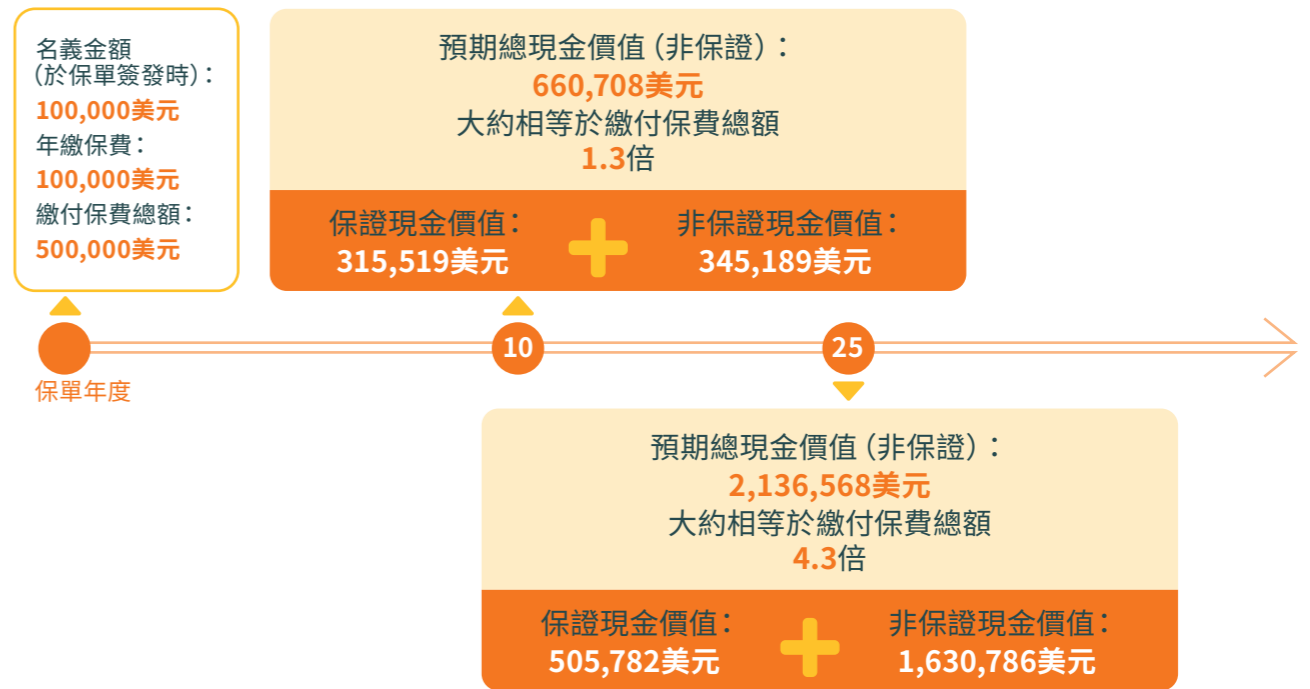 名義金額
（於保單簽發時）：
100,000美元
年繳保費：
100,000美元
繳付保費總額：
500,000美元
預期總現金價值（非保證）：
660,708美元
大約相等於繳付保費總額
1.3倍
保證現金價值：
315,519美元
非保證現金價值：
345,189美元
10
25
保單年度
預期總現金價值（非保證）：
2,136,568美元
大約相等於繳付保費總額
4.3倍
保證現金價值：
505,782美元
非保證現金價值：
1,630,786美元